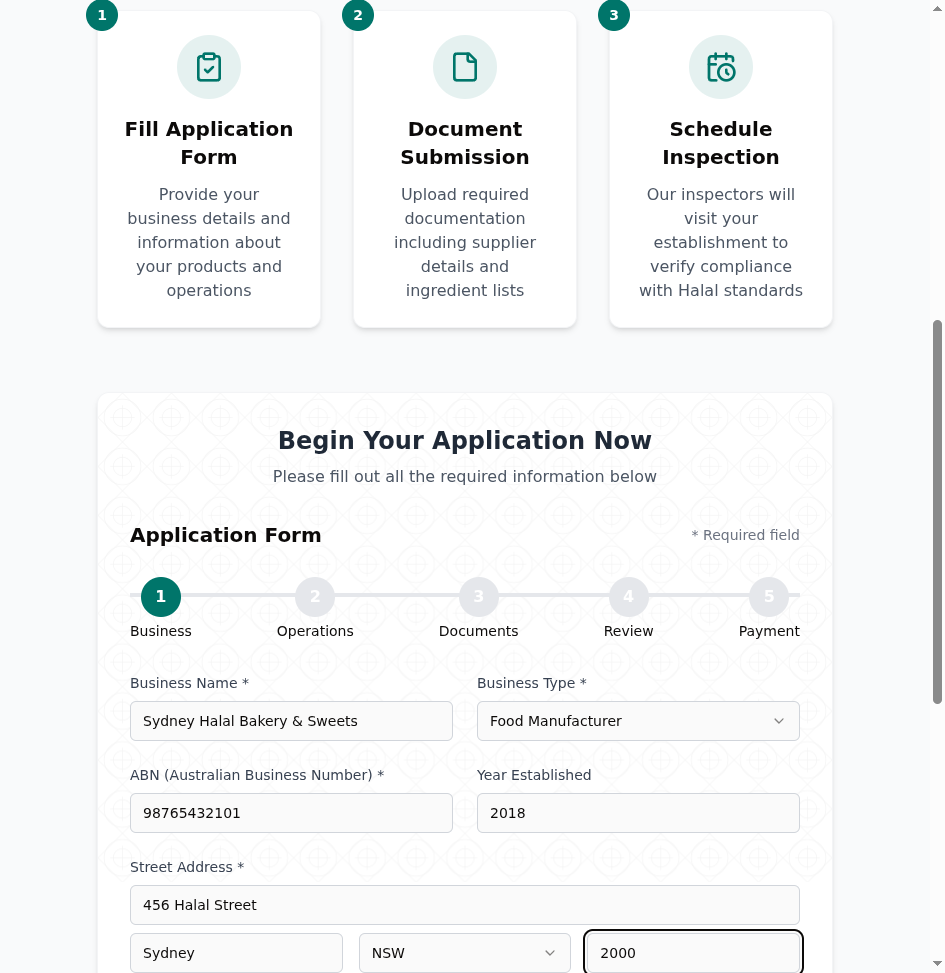 1
2
3
Fill Application
Form
Provide your
business details and
information about
your products and
operations
Document
Submission
Upload required
documentation
including supplier
details and
ingredient lists
Schedule
Inspection
Our inspectors will
visit your
establishment to
verify compliance
with Halal standards
Begin Your Application Now
Please fill out all the required information below
Application Form
* Required field
1
2
3
4
5
Business
Operations
Documents
Review
Payment
Business Name *
Business Type *
Sydney Halal Bakery & Sweets
Food Manufacturer
ABN (Australian Business Number) *
Year Established
98765432101
2018
Street Address *
456 Halal Street
Sydney
NSW
2000